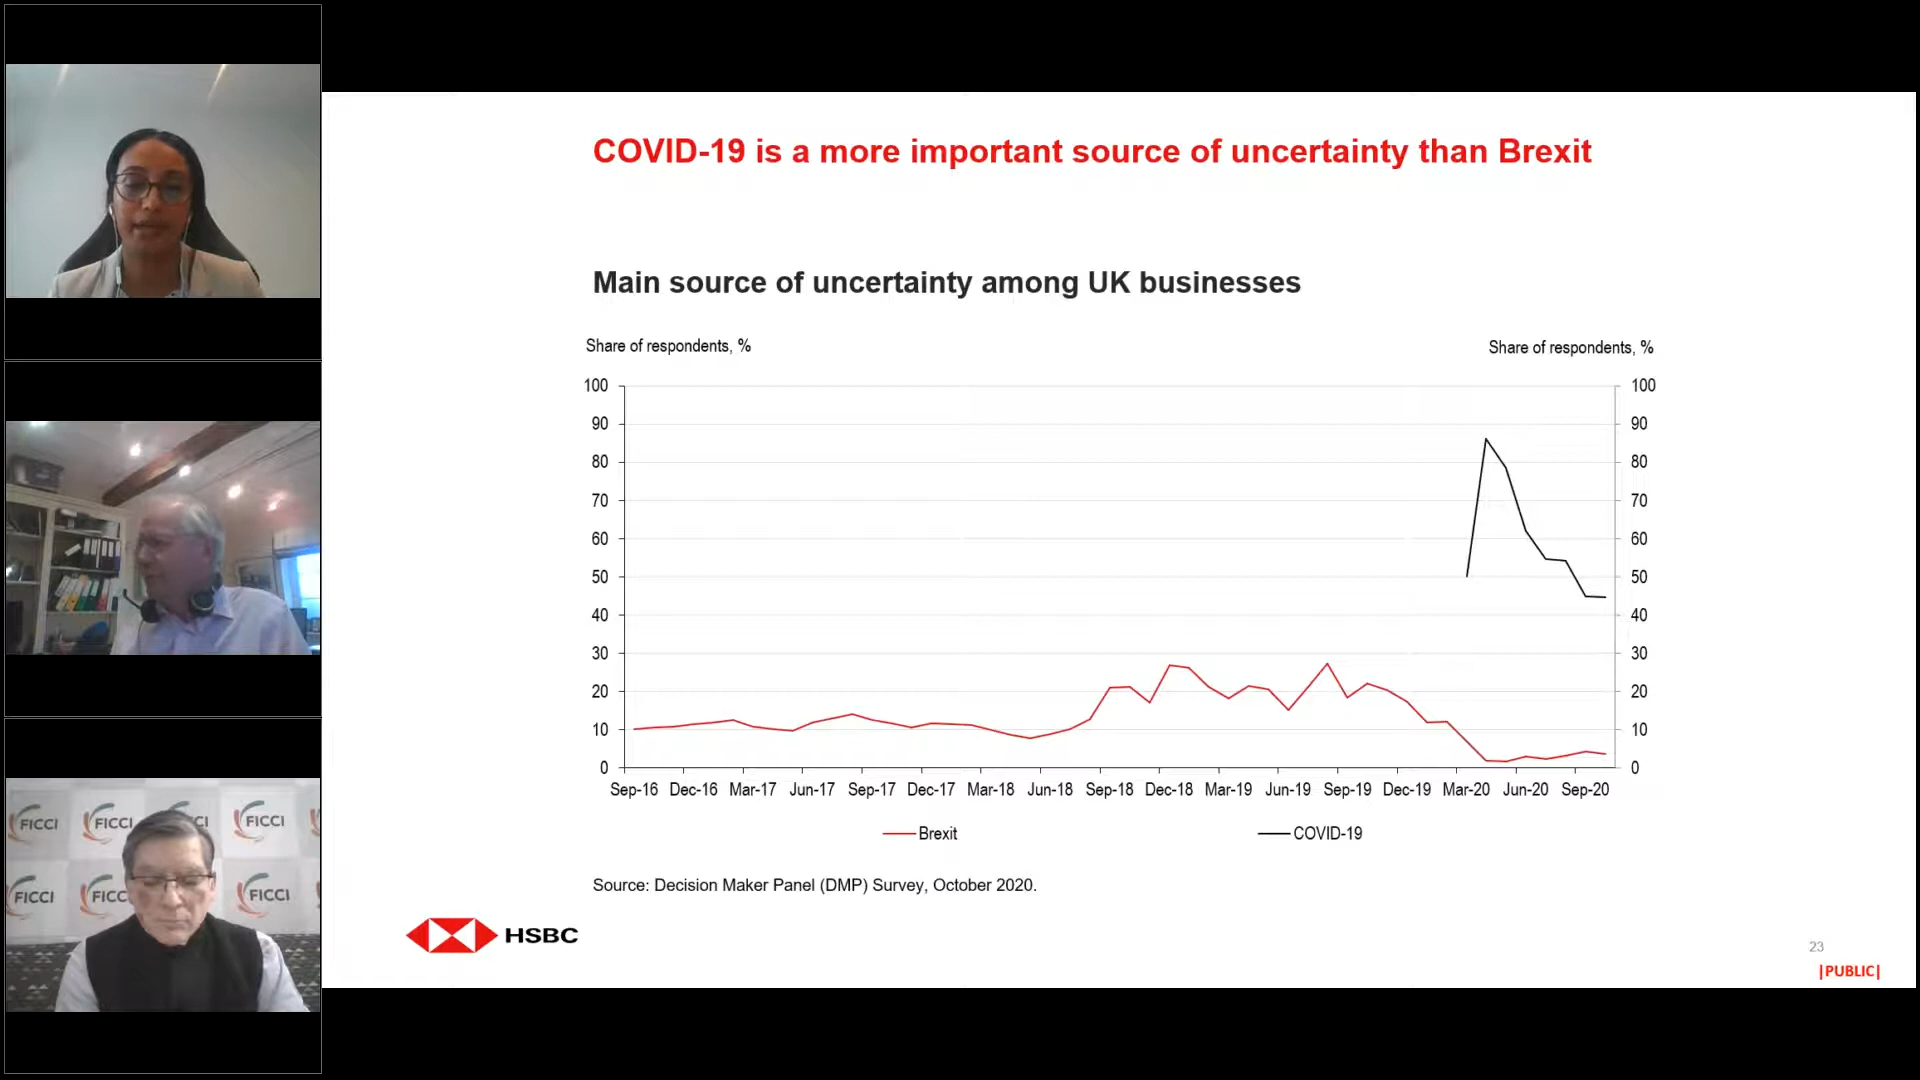 COVID-19 is a more important source of uncertainty than Brexit
Main source of uncertainty among UK businesses
Share of respondents, %
Share of respondents, %
100
90
80
70
60
50
40
30
20
10
0
100
90
80
70
60
50
40
30
20
10
0
Sep-16 Dec-16 Mar-17 Jun-17 Sep-17 Dec-17 Mar-18 Jun-18 Sep-18 Dec-18 Mar-19 Jun-19 Sep-19 Dec-19 Mar-20 Jun-20 Sep-20
Brexit COVID-19
Source: Decision Maker Panel (DMP) Survey, October 2020.
HSBC
23
|PUBLIC|
FICCI FICCI CCI FICCI
FICCI FICC FICCI